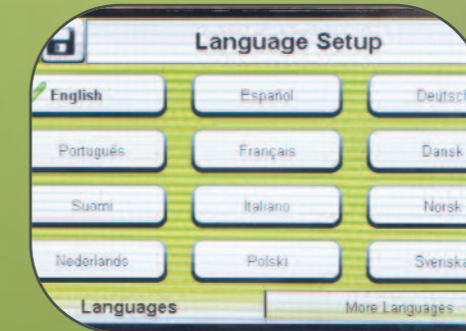 Language Setup
English Español Deutsch
Português Français Dansk
Suomi Italiano Norsk
Nederlands Polski Svenska
Languages More Languages